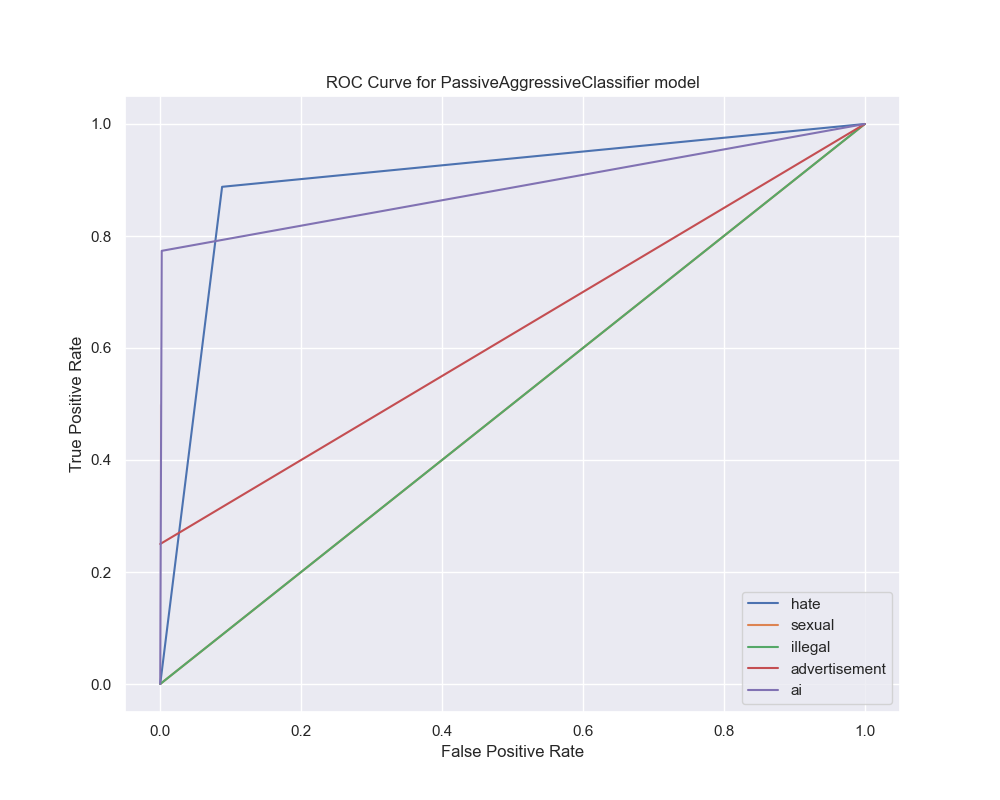 ROC Curve for PassiveAggressiveClassifier model
1.0
0.8
0.6
0.4
0.2
0.0
True Positive Rate
0.0 0.2 0.4 0.6 0.8 1.0
False Positive Rate
hate
sexual
illegal
advertisement
ai